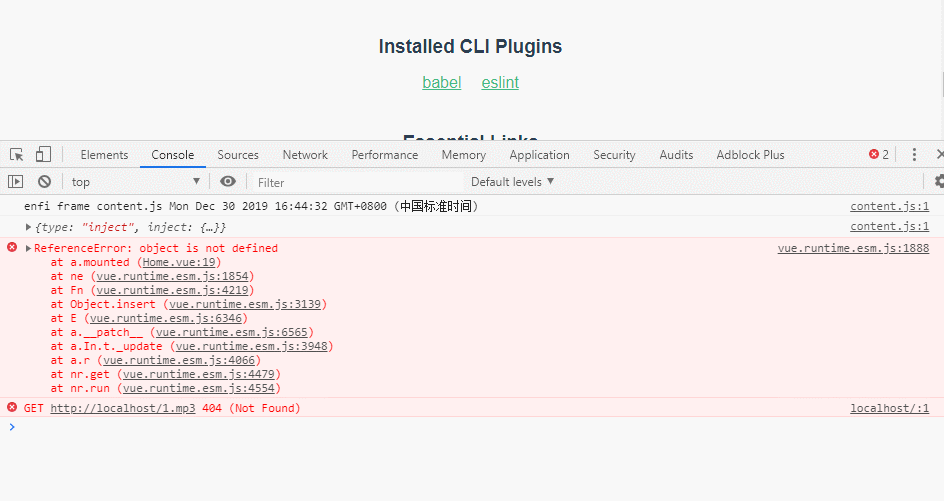 Installed CLI Plugins
babel eslint
Essential Links
Elements Console Sources Network Performance Memory Application Security Audits Adblock Plus 2
top Filter Default levels
enfi frame content.js Mon Dec 30 2019 16:44:32 GMT+0800 (中国标准时间) content.js:1
{type: "inject", inject: {…}} content.js:1
ReferenceError: object is not defined vue.runtime.esm.js:1888
at a.mounted (Home.vue:19)
at ne (vue.runtime.esm.js:1854)
at Fn (vue.runtime.esm.js:4219)
at Object.insert (vue.runtime.esm.js:3139)
at E (vue.runtime.esm.js:6346)
at a.__patch__ (vue.runtime.esm.js:6565)
at a.In.t._update (vue.runtime.esm.js:3948)
at a.r (vue.runtime.esm.js:4066)
at nr.get (vue.runtime.esm.js:4479)
at nr.run (vue.runtime.esm.js:4554)
GET http://localhost/1.mp3 404 (Not Found) localhost/:1